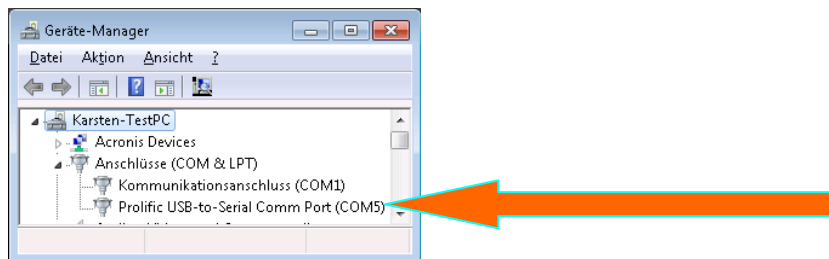 Geräte-Manager
Datei Aktion Ansicht ?
Karsten-TestPC
Acronis Devices
Anschlüsse (COM & LPT)
Kommunikationsanschluss (COM1)
Prolific USB-to-Serial Comm Port (COM5)